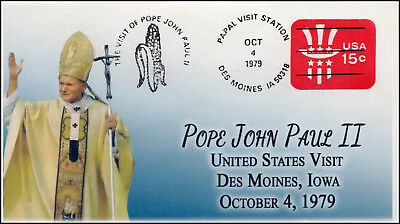 THE VISIT OF POPE JOHN PAUL II
PAPAL VISIT STATION
OCT
4
1979
DES MOINES, IA 50318
USA
15c
POPE JOHN PAUL II
UNITED STATES VISIT
DES MOINES, IOWA
OCTOBER 4, 1979